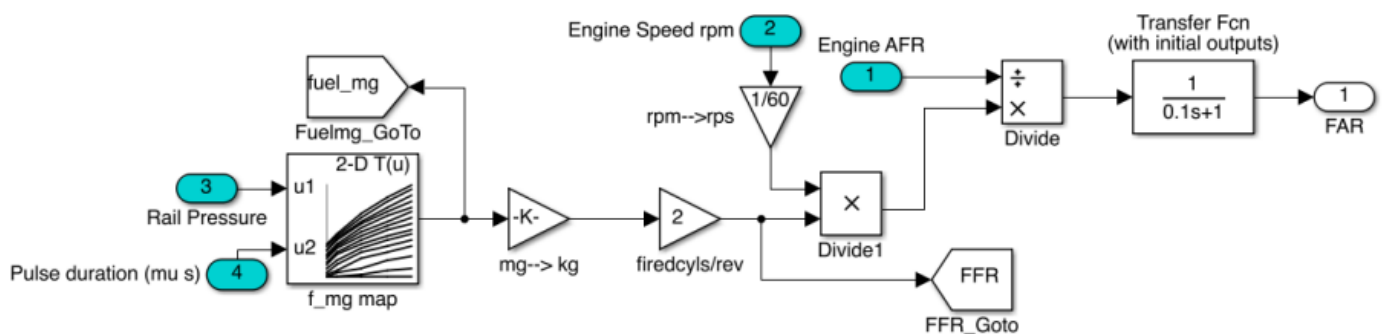 Engine Speed rpm
2
Engine AFR
1
Transfer Fcn
(with initial outputs)
fuel_mg
Fuelmg_GoTo
1/60
rpm-->rps
÷
×
Divide
1
0.1s+1
1
FAR
2-D T(u)
3
u1
Rail Pressure
u2
Pulse duration (mu s)
4
f_mg map
-K-
mg--> kg
2
firedcyls/rev
×
Divide1
FFR
FFR_Goto